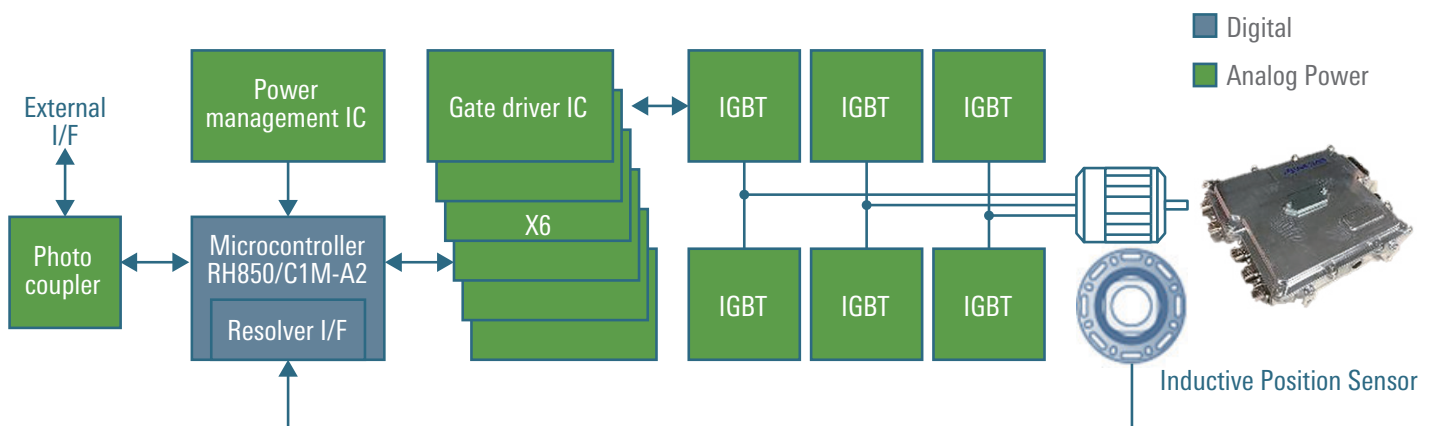 Digital
Analog Power
External
I/F
Power
management IC
Gate driver IC
X6
IGBT
IGBT
IGBT
Photo
coupler
Microcontroller
RH850/C1M-A2
Resolver I/F
IGBT
IGBT
IGBT
Inductive Position Sensor